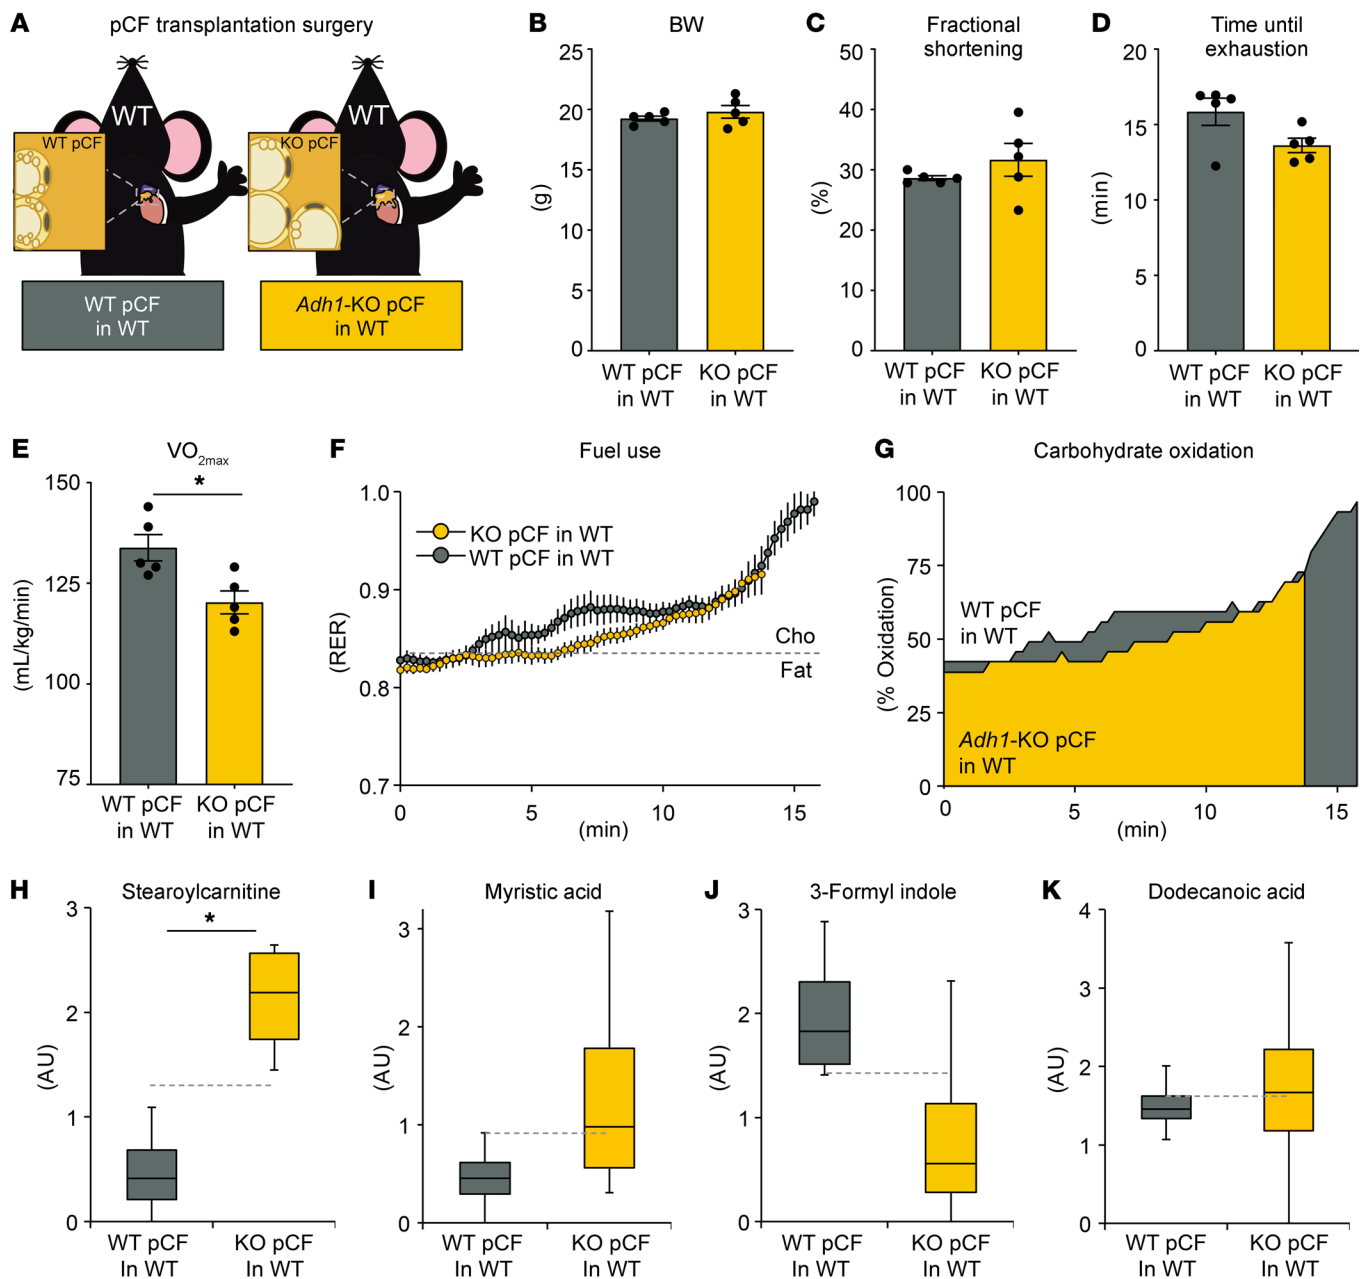 A
pCF transplantation surgery
WT
WT
WT pCF
KO pCF
WT pCF
in WT
Adh1-KO pCF
in WT
B
BW
25
20
15
10
5
0
(g)
WT pCF
in WT
KO pCF
in WT
C
Fractional
shortening
50
40
30
20
10
0
(%)
WT pCF
in WT
KO pCF
in WT
D
Time until
exhaustion
20
15
10
5
0
(min)
WT pCF
in WT
KO pCF
in WT
E
VO2max
*
150
125
100
75
(mL/kg/min)
WT pCF
in WT
KO pCF
in WT
F
Fuel use
1.0
0.9
0.8
0.7
(RER)
KO pCF in WT
WT pCF in WT
Cho
Fat
0
5
10
15
(min)
G
Carbohydrate oxidation
100
75
50
25
0
(% Oxidation)
WT pCF
in WT
Adh1-KO pCF
in WT
0
5
10
15
(min)
H
Stearoylcarnitine
*
3
2
1
0
(AU)
WT pCF
In WT
KO pCF
In WT
I
Myristic acid
3
2
1
0
(AU)
WT pCF
In WT
KO pCF
In WT
J
3-Formyl indole
3
2
1
0
(AU)
WT pCF
In WT
KO pCF
In WT
K
Dodecanoic acid
4
3
2
1
0
(AU)
WT pCF
In WT
KO pCF
In WT